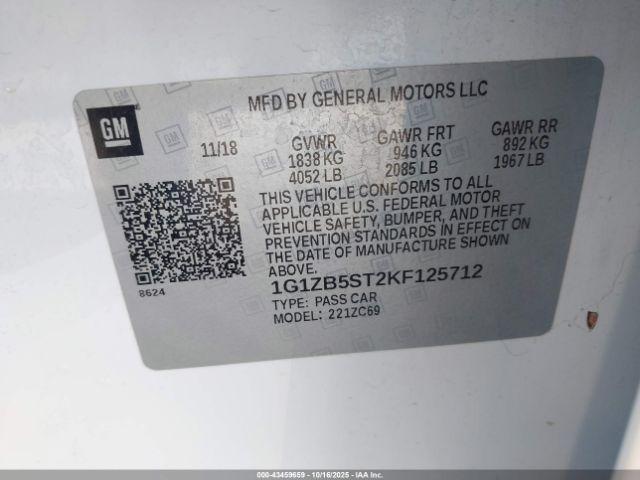 MFD BY GENERAL MOTORS LLC
GM
11/18
GVWR GAWR FRT GAWR RR
1838 KG 946 KG 892 KG
4052 LB 2085 LB 1967 LB
THIS VEHICLE CONFORMS TO ALL
APPLICABLE U.S. FEDERAL MOTOR
VEHICLE SAFETY, BUMPER, AND THEFT
PREVENTION STANDARDS IN EFFECT ON
THE DATE OF MANUFACTURE SHOWN
ABOVE.
8624
1G1ZB5ST2KF125712
TYPE: PASS CAR
MODEL: 221ZC69
000-43459659 - 10/16/2025 - IAAI.COM